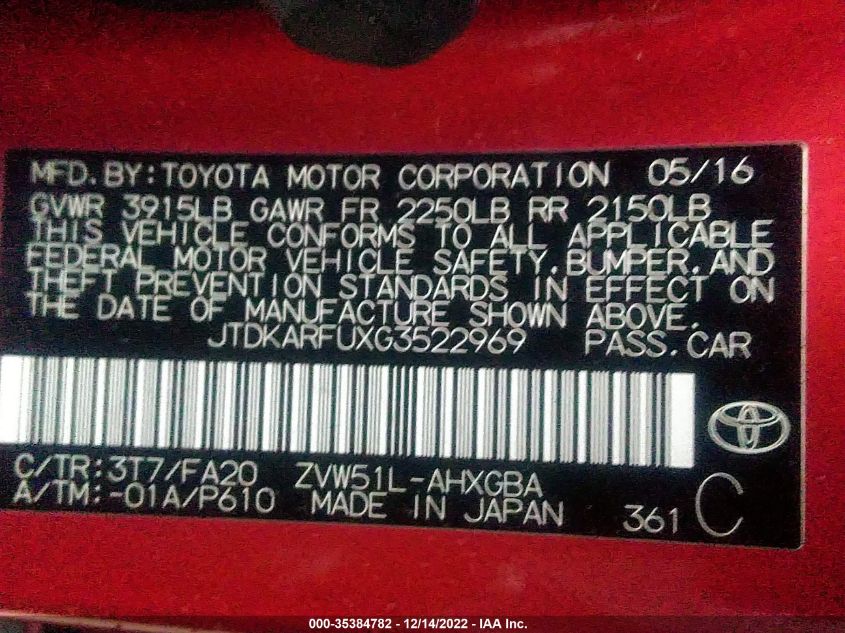 MFD.BY:TOYOTA MOTOR CORPORATION 05/16
GVWR 3915LB GAWR FR 2250LB RR 2150LB
THIS VEHICLE CONFORMS TO ALL APPLICABLE
FEDERAL MOTOR VEHICLE SAFETY,BUMPER,AND
THEFT PREVENTION STANDARDS IN EFFECT ON
THE DATE OF MANUFACTURE SHOWN ABOVE.
JTDKARFUXG3522969 PASS.CAR
C/TR:3T7/FA20 ZVW51L-AHXGBA
A/TM:-01A/P610 MADE IN JAPAN 361 C
000-35384782 - 12/14/2022 - IAA Inc.